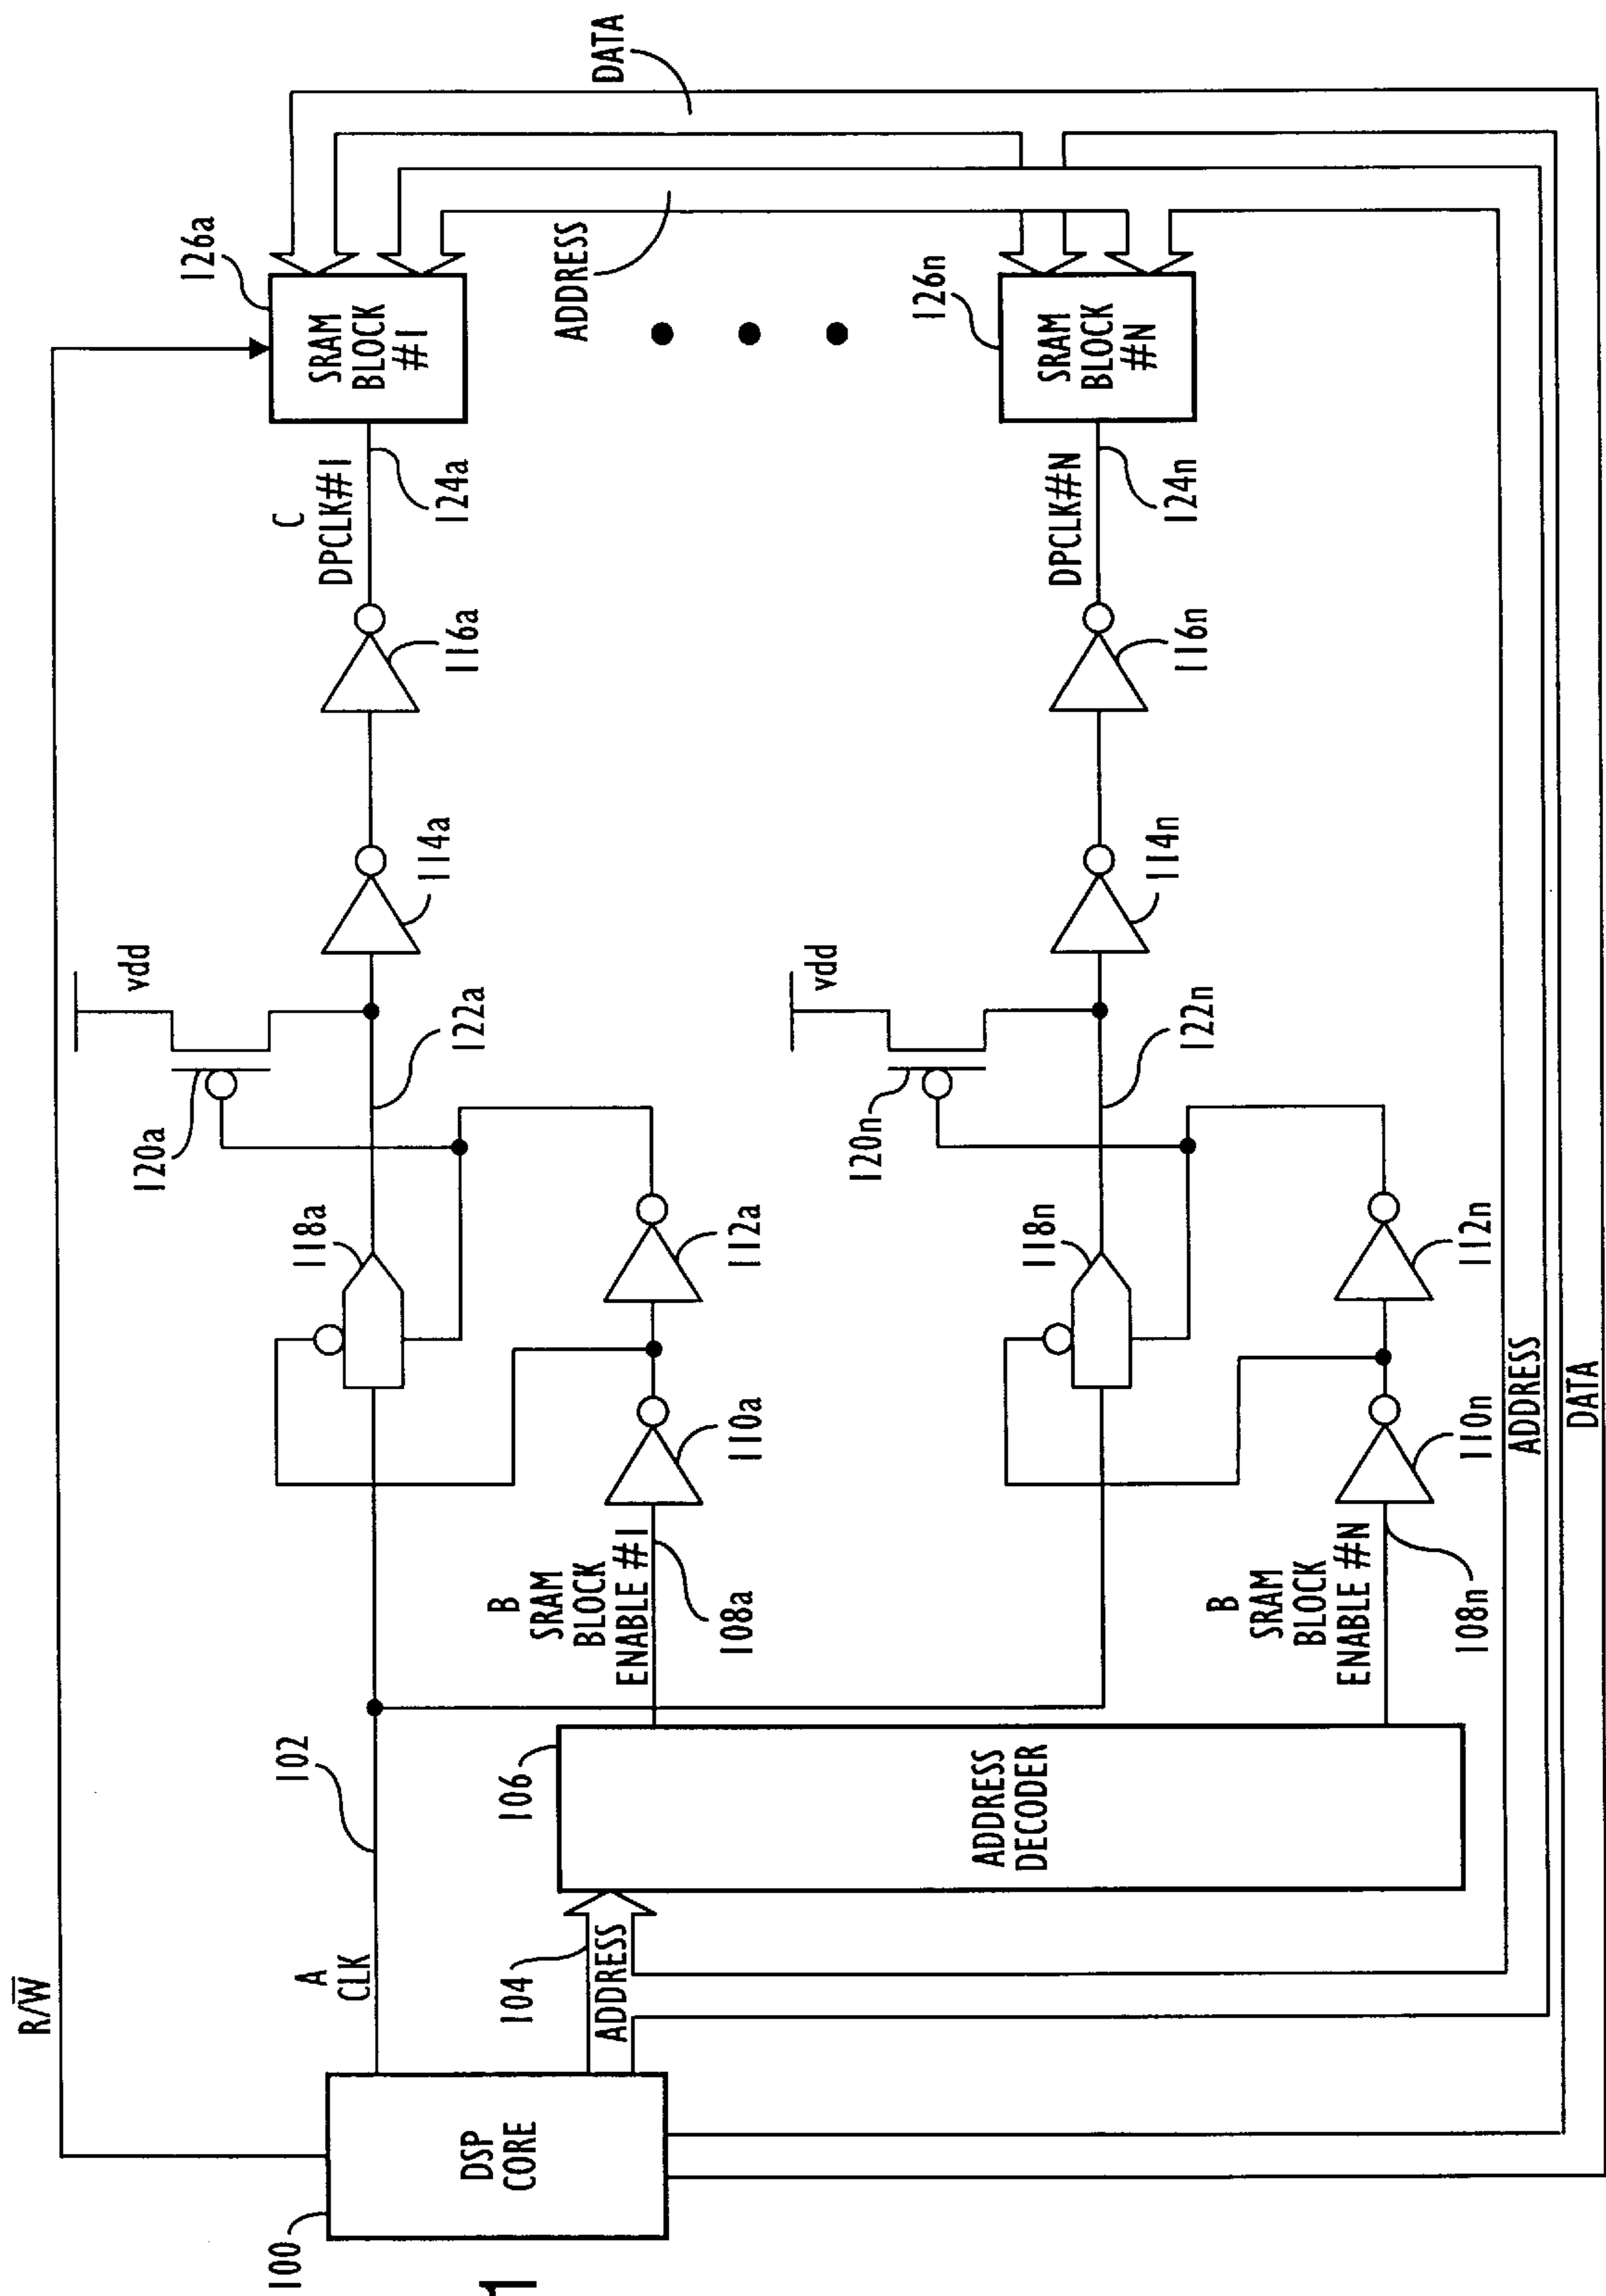 R/W̅
126a
SRAM
BLOCK
#1
DATA
ADDRESS
C
DPCLK#1
124a
116a
114a
vdd
120a
122a
118a
112a
110a
B
SRAM
BLOCK
ENABLE #1
108a
102
A
CLK
100
DSP
CORE
104
ADDRESS
106
ADDRESS
DECODER
126n
SRAM
BLOCK
#N
DPCLK#N
124n
116n
114n
vdd
120n
122n
118n
112n
110n
B
SRAM
BLOCK
ENABLE #N
108n
ADDRESS
DATA
1